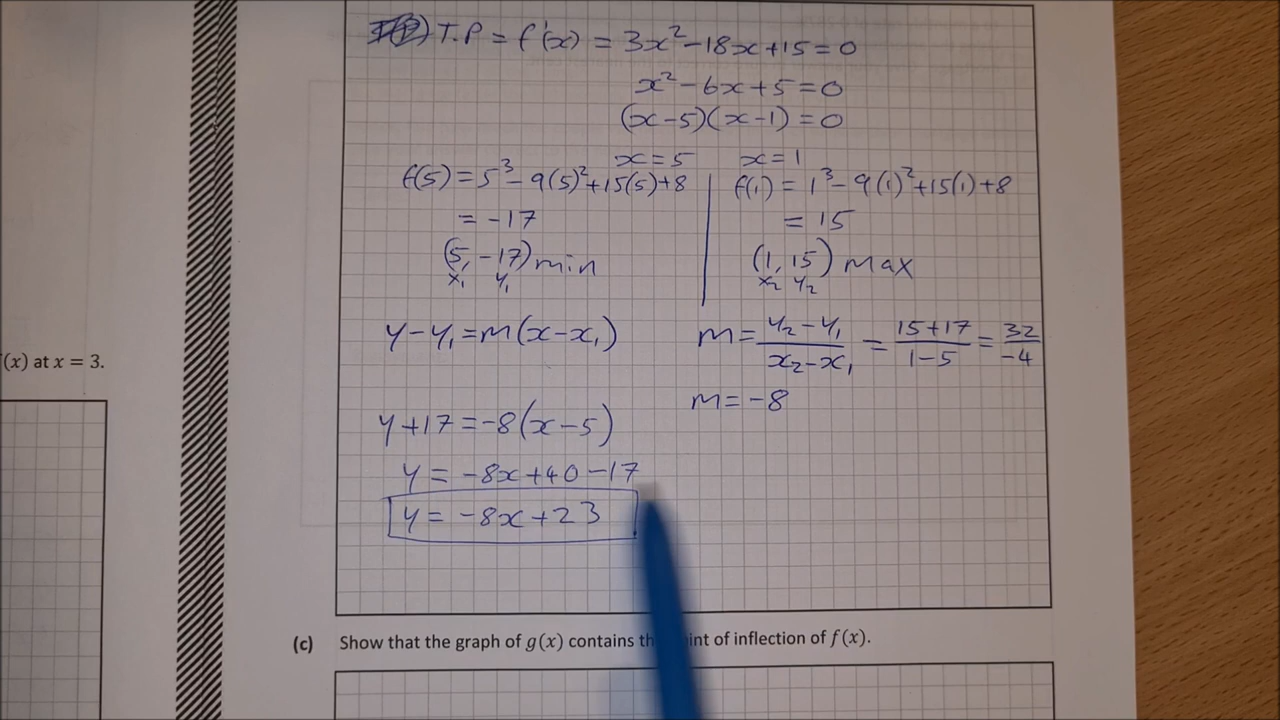 T.P = f'(x) = 3x²-18x+15=0
x²-6x+5=0
(x-5)(x-1)=0
x=5 x=1
f(5)=5³-9(5)²+15(5)+8
= -17
(5, -17) min
x₁ y₁
f(1)=1³-9(1)²+15(1)+8
= 15
(1, 15) max
x₂ y₂
y-y₁=m(x-x₁)
m=\frac{y₂-y₁}{x₂-x₁} = \frac{15+17}{1-5} = \frac{32}{-4}
m=-8
y+17=-8(x-5)
y=-8x+40-17
y=-8x+23
(x) at x = 3.
(c) Show that the graph of g(x) contains of inflection of f(x).